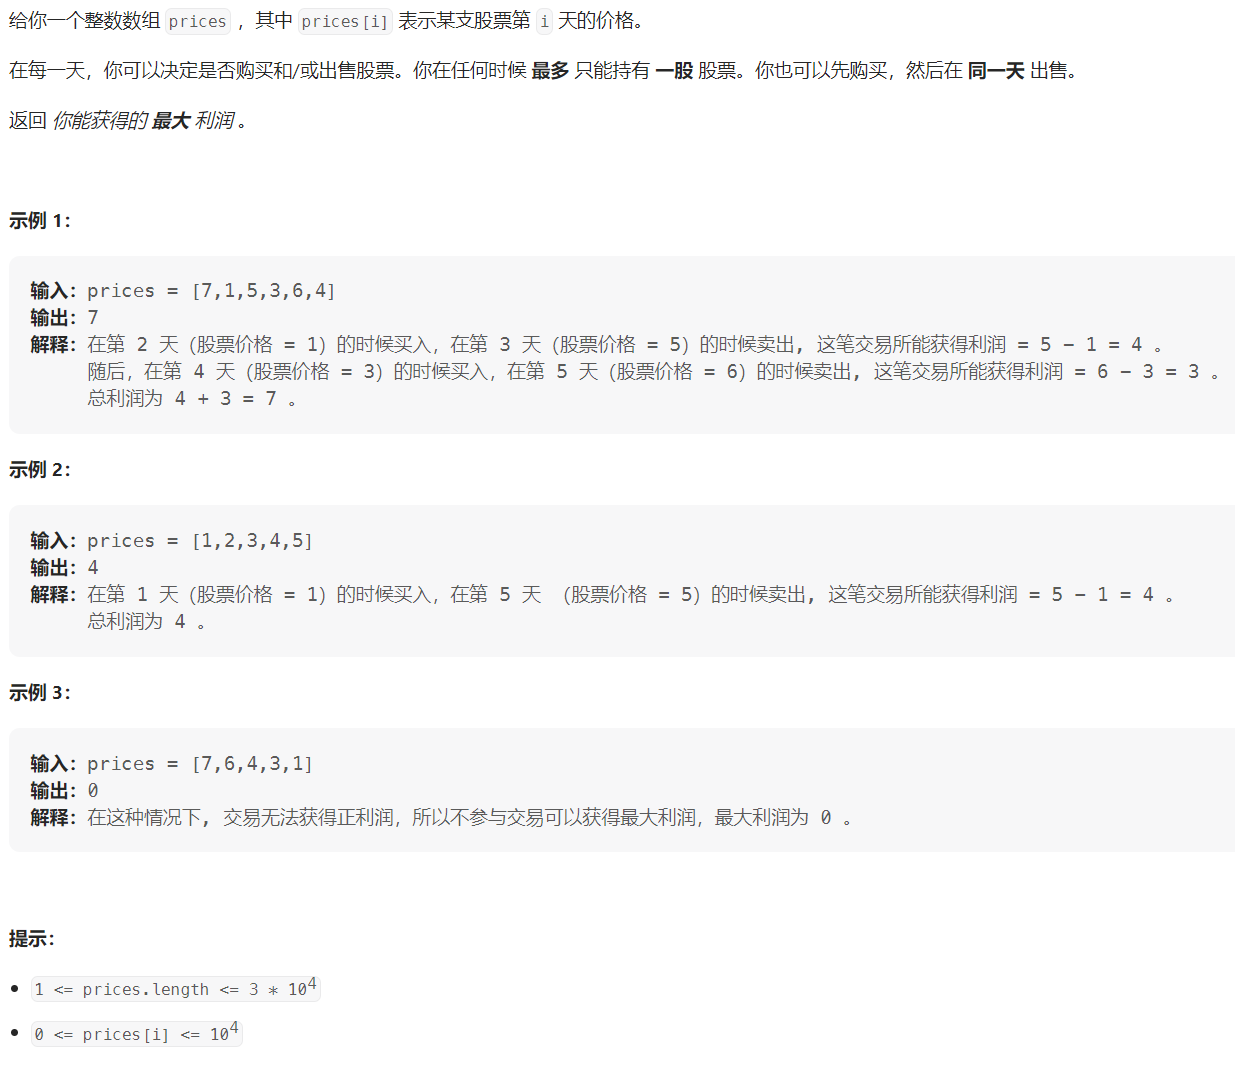 给你一个整数数组 prices ，其中 prices[i] 表示某支股票第 i 天的价格。
在每一天，你可以决定是否购买和/或出售股票。你在任何时候 最多 只能持有 一股 股票。你也可以先购买，然后在 同一天 出售。
返回 你能获得的 最大 利润 。
示例 1：
输入：prices = [7,1,5,3,6,4]
输出：7
解释：在第 2 天（股票价格 = 1）的时候买入，在第 3 天（股票价格 = 5）的时候卖出, 这笔交易所能获得利润 = 5 - 1 = 4 。
随后，在第 4 天（股票价格 = 3）的时候买入，在第 5 天（股票价格 = 6）的时候卖出, 这笔交易所能获得利润 = 6 - 3 = 3 。
总利润为 4 + 3 = 7 。
示例 2：
输入：prices = [1,2,3,4,5]
输出：4
解释：在第 1 天（股票价格 = 1）的时候买入，在第 5 天 （股票价格 = 5）的时候卖出, 这笔交易所能获得利润 = 5 - 1 = 4 。
总利润为 4 。
示例 3：
输入：prices = [7,6,4,3,1]
输出：0
解释：在这种情况下, 交易无法获得正利润，所以不参与交易可以获得最大利润，最大利润为 0 。
提示：
• 1 <= prices.length <= 3 * 10⁴
• 0 <= prices[i] <= 10⁴